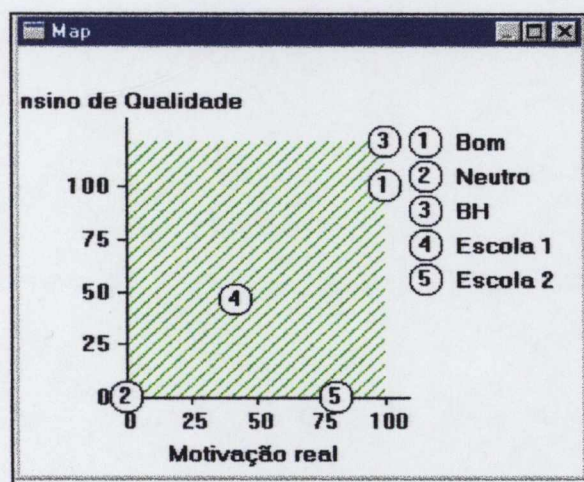 Map
nsino de Qualidade
3 1 Bom
1 2 Neutro
100
3 BH
75
4 Escola 1
50
4
5 Escola 2
25
0 2 5
0 25 50 75 100
Motivação real